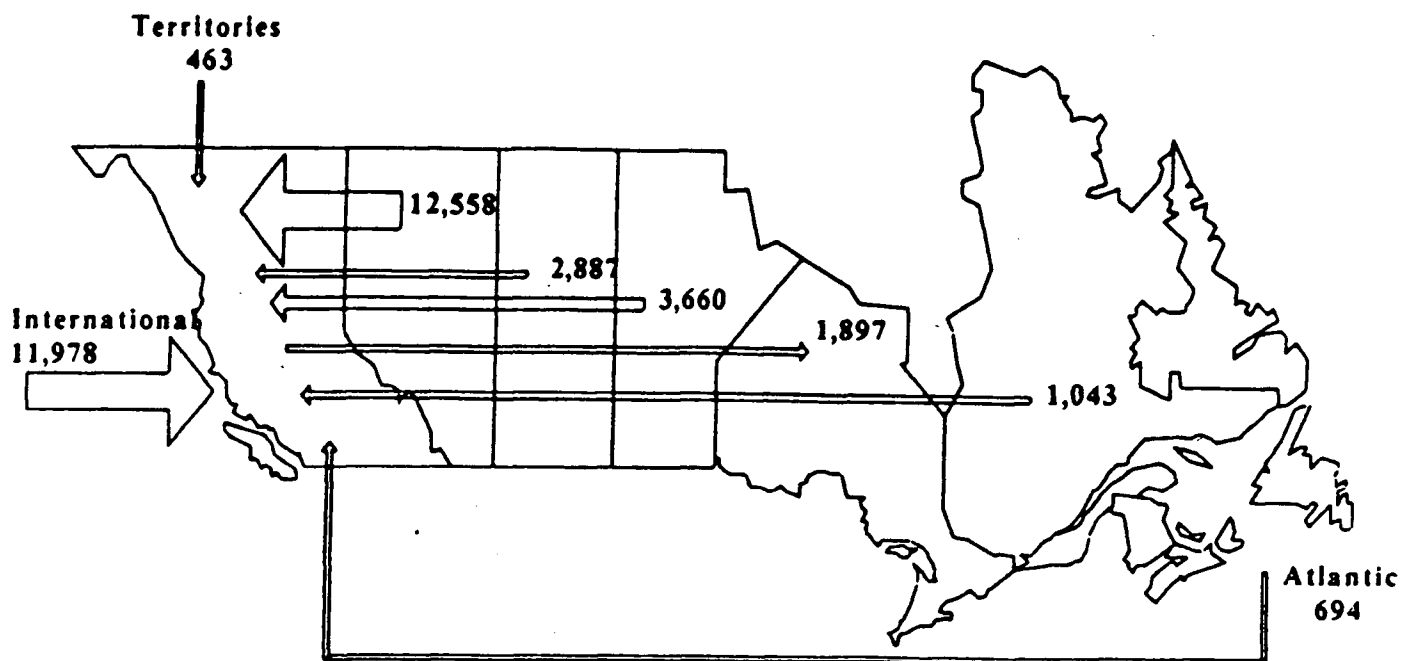 Territories
463
12,558
2,887
3,660
International
11,978
1,897
1,043
Atlantic
694